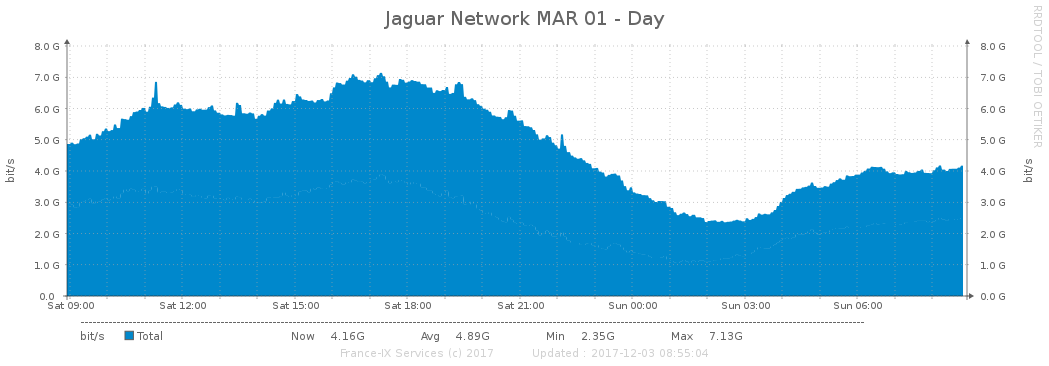 Jaguar Network MAR 01 - Day
RRDTOOL / TOBI OETIKER
8.0 G 8.0 G
7.0 G 7.0 G
6.0 G 6.0 G
5.0 G 5.0 G
4.0 G 4.0 G
3.0 G 3.0 G
2.0 G 2.0 G
1.0 G 1.0 G
0.0 0.0 G
bit/s bit/s
Sat 09:00 Sat 12:00 Sat 15:00 Sat 18:00 Sat 21:00 Sun 00:00 Sun 03:00 Sun 06:00
bit/s Total Now 4.16G Avg 4.89G Min 2.35G Max 7.13G
France-IX Services (c) 2017 Updated : 2017-12-03 08:55:04